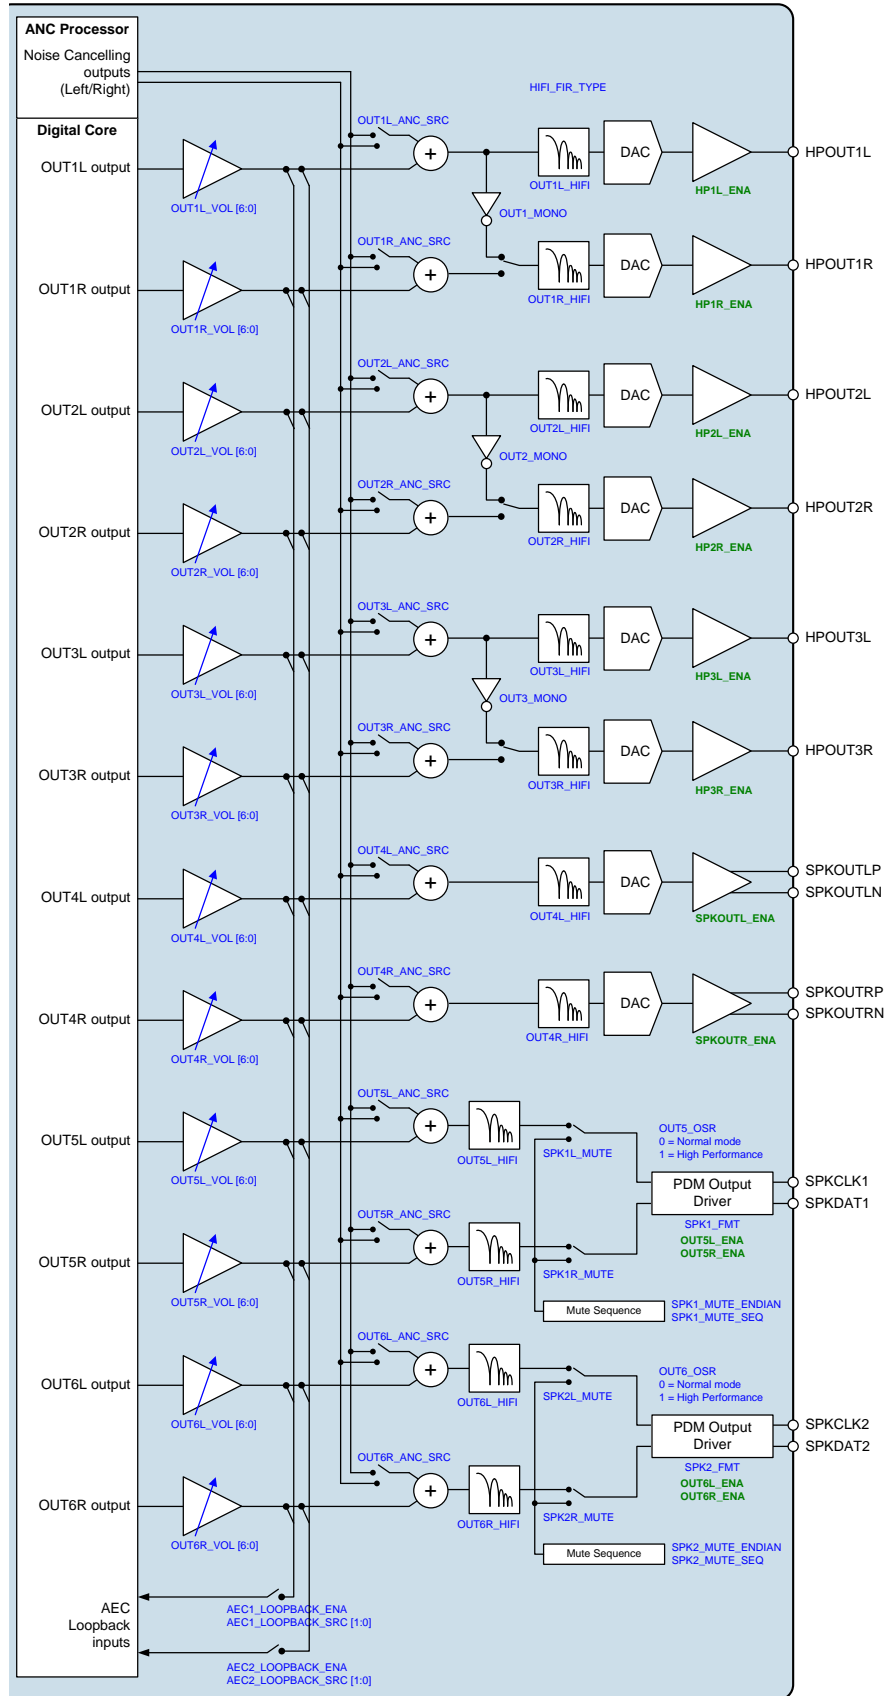 ANC Processor
Noise Cancelling
outputs
(Left/Right)
HIFI_FIR_TYPE
Digital Core
OUT1L_ANC_SRC
OUT1L output
OUT1L_VOL [6:0]
OUT1L_HIFI
DAC
HP1L_ENA
HPOUT1L
OUT1_MONO
OUT1R_ANC_SRC
OUT1R output
OUT1R_VOL [6:0]
OUT1R_HIFI
DAC
HP1R_ENA
HPOUT1R
OUT2L_ANC_SRC
OUT2L output
OUT2L_VOL [6:0]
OUT2L_HIFI
DAC
HP2L_ENA
HPOUT2L
OUT2_MONO
OUT2R_ANC_SRC
OUT2R output
OUT2R_VOL [6:0]
OUT2R_HIFI
DAC
HP2R_ENA
HPOUT2R
OUT3L_ANC_SRC
OUT3L output
OUT3L_VOL [6:0]
OUT3L_HIFI
DAC
HP3L_ENA
HPOUT3L
OUT3_MONO
OUT3R_ANC_SRC
OUT3R output
OUT3R_VOL [6:0]
OUT3R_HIFI
DAC
HP3R_ENA
HPOUT3R
OUT4L_ANC_SRC
OUT4L output
OUT4L_VOL [6:0]
OUT4L_HIFI
DAC
SPKOUTL_ENA
SPKOUTLP
SPKOUTLN
OUT4R_ANC_SRC
OUT4R output
OUT4R_VOL [6:0]
OUT4R_HIFI
DAC
SPKOUTR_ENA
SPKOUTRP
SPKOUTRN
OUT5L_ANC_SRC
OUT5L output
OUT5L_VOL [6:0]
OUT5L_HIFI
SPK1L_MUTE
OUT5_OSR
0 = Normal mode
1 = High Performance
PDM Output
Driver
SPKCLK1
SPKDAT1
SPK1_FMT
OUT5L_ENA
OUT5R_ENA
OUT5R_ANC_SRC
OUT5R output
OUT5R_VOL [6:0]
OUT5R_HIFI
SPK1R_MUTE
Mute Sequence
SPK1_MUTE_ENDIAN
SPK1_MUTE_SEQ
OUT6L_ANC_SRC
OUT6L output
OUT6L_VOL [6:0]
OUT6L_HIFI
SPK2L_MUTE
OUT6_OSR
0 = Normal mode
1 = High Performance
PDM Output
Driver
SPKCLK2
SPKDAT2
SPK2_FMT
OUT6L_ENA
OUT6R_ENA
OUT6R_ANC_SRC
OUT6R output
OUT6R_VOL [6:0]
OUT6R_HIFI
SPK2R_MUTE
Mute Sequence
SPK2_MUTE_ENDIAN
SPK2_MUTE_SEQ
AEC
Loopback
inputs
AEC1_LOOPBACK_ENA
AEC1_LOOPBACK_SRC [1:0]
AEC2_LOOPBACK_ENA
AEC2_LOOPBACK_SRC [1:0]